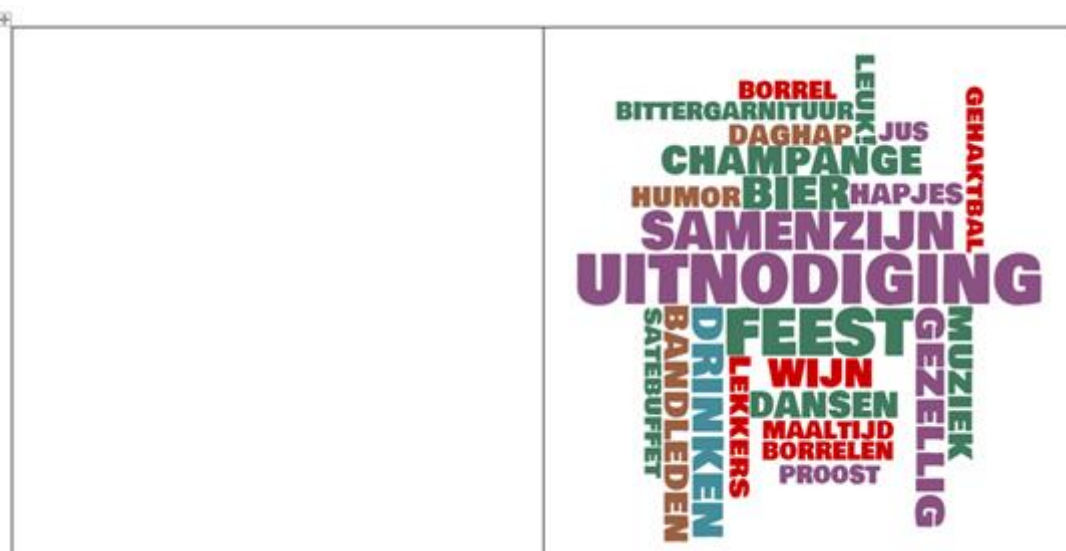 LEUK!
BORREL
BITTERGARNITUUR
DAGHAP
JUS
GEHAKTBAL
CHAMPANGE
HUMOR
BIER
HAPJES
SAMENZIJN
UITNODIGING
SATEBUFFET
BANDLEDEN
DRINKEN
FEEST
GEZELLIG
MUZIEK
LEKKERS
WIJN
DANSEN
MAALTIJD
BORRELEN
PROOST